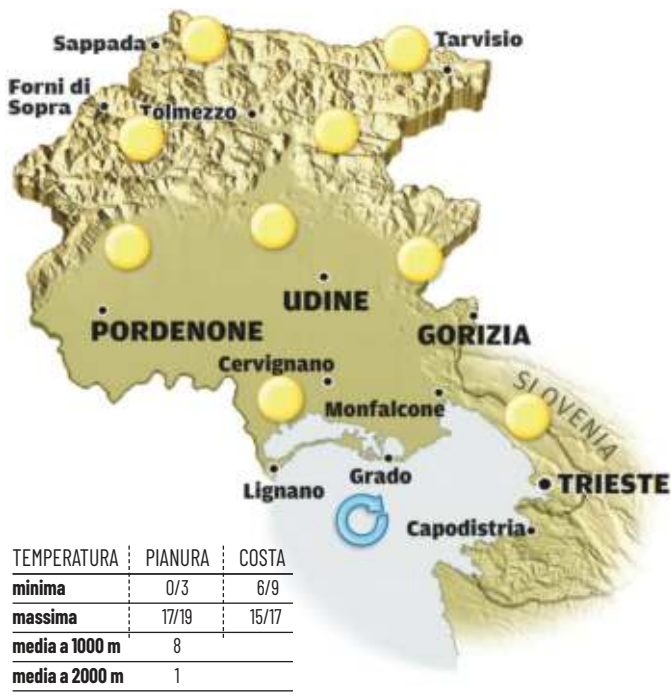 Sappada
Tarvisio
Forni di
Sopra
Tolmezzo
UDINE
PORDENONE
GORIZIA
Cervignano
SLOVENIA
Monfalcone
Grado
TRIESTE
Lignano
Capodistria
TEMPERATURA PIANURA COSTA
minima 0/3 6/9
massima 17/19 15/17
media a 1000 m 8
media a 2000 m 1